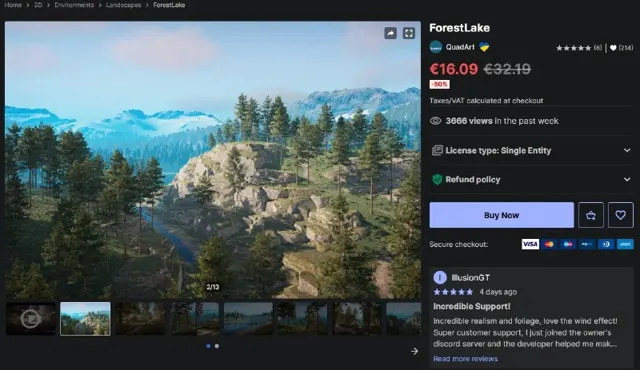 Home > 3D > Environments > Landscapes > ForestLake
ForestLake
QuadArt
(6) | (214)
€16.09 €32.19
-50%
Taxes/VAT calculated at checkout
3666 views in the past week
License type: Single Entity
Refund policy
Buy Now
Secure checkout:
VISA
2/13
I IllusionGT
4 days ago
Incredible Support!
Incredible realism and foliage, love the wind effect!
Super customer support, I just joined the owner's
discord server and the developer helped me mak...
Read more reviews